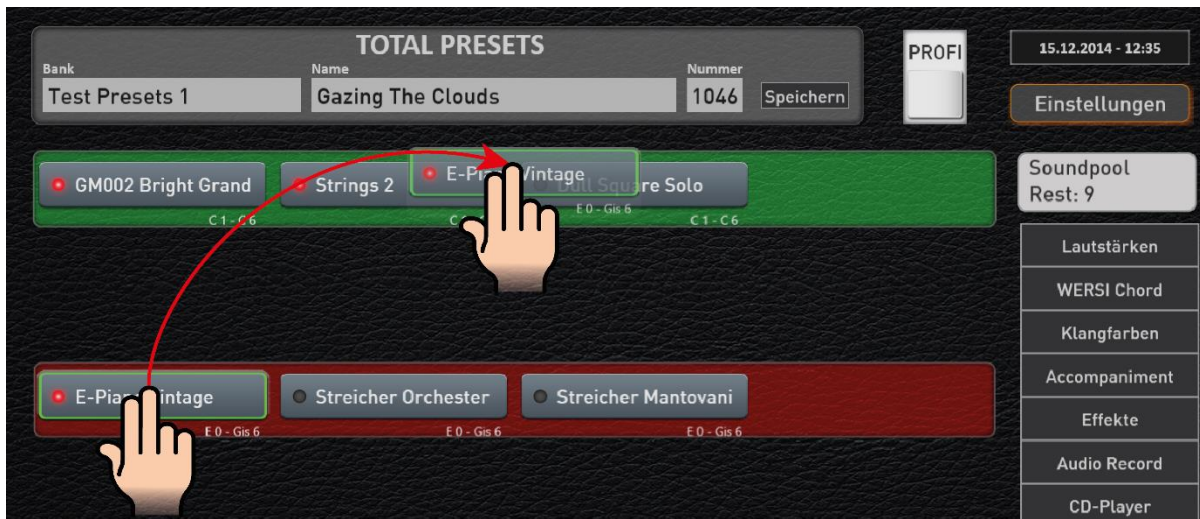 TOTAL PRESETS
Bank
Name
Nummer
Test Presets 1
Gazing The Clouds
1046
Speichern
PROFI
15.12.2014 - 12:35
Einstellungen
GM002 Bright Grand
Strings 2
E-Piano Vintage
Dull Square Solo
C 1 - C 6
E 0 - Gis 6
C 1 - C 6
Soundpool
Rest: 9
Lautstärken
WERSI Chord
Klangfarben
Accompaniment
Effekte
Audio Record
CD-Player
E-Piano Vintage
Streicher Orchester
Streicher Mantovani
E 0 - Gis 6
E 0 - Gis 6
E 0 - Gis 6